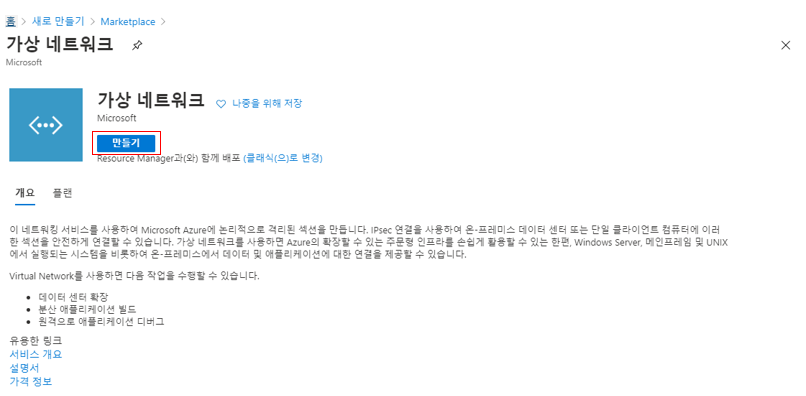 홈 > 새로 만들기 > Marketplace >
가상 네트워크
Microsoft
가상 네트워크 나중을 위해 저장
Microsoft
만들기
Resource Manager과(와) 함께 배포 (클래식(으)로 변경)
개요 플랜
이 네트워킹 서비스를 사용하여 Microsoft Azure에 논리적으로 격리된 섹션을 만듭니다. IPsec 연결을 사용하여 온-프레미스 데이터 센터 또는 단일 클라이언트 컴퓨터에 이러
한 섹션을 안전하게 연결할 수 있습니다. 가상 네트워크를 사용하면 Azure의 확장할 수 있는 주문형 인프라를 손쉽게 활용할 수 있는 한편, Windows Server, 메인프레임 및 UNIX
에서 실행되는 시스템을 비롯하여 온-프레미스에서 데이터 및 애플리케이션에 대한 연결을 제공할 수 있습니다.
Virtual Network를 사용하면 다음 작업을 수행할 수 있습니다.
• 데이터 센터 확장
• 분산 애플리케이션 빌드
• 원격으로 애플리케이션 디버그
유용한 링크
서비스 개요
설명서
가격 정보